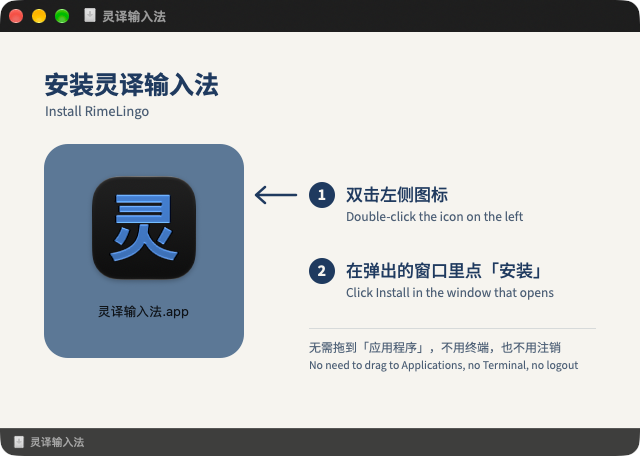 灵译输入法
安装灵译输入法
Install RimeLingo
灵
灵译输入法.app
1 双击左侧图标
Double-click the icon on the left
2 在弹出的窗口里点「安装」
Click Install in the window that opens
无需拖到「应用程序」，不用终端，也不用注销
No need to drag to Applications, no Terminal, no logout
灵译输入法